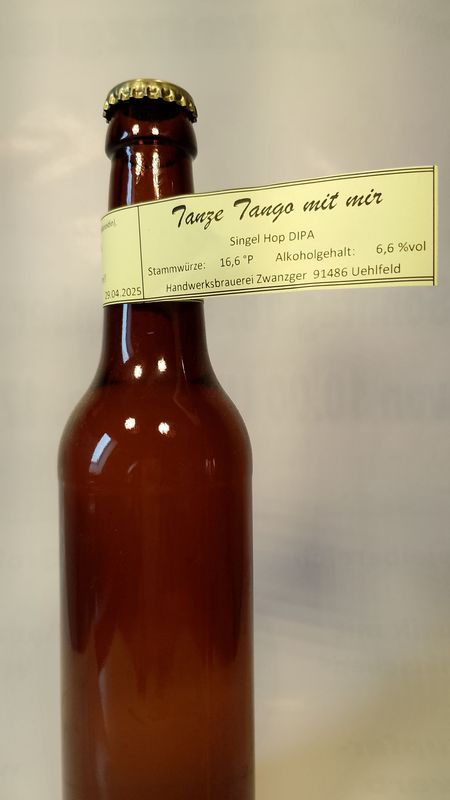 Tanze Tango mit mir
Singel Hop DIPA
Stammwürze: 16,6 °P Alkoholgehalt: 6,6 %vol
Handwerksbrauerei Zwanzger 91486 Uehlfeld
29.04.2025